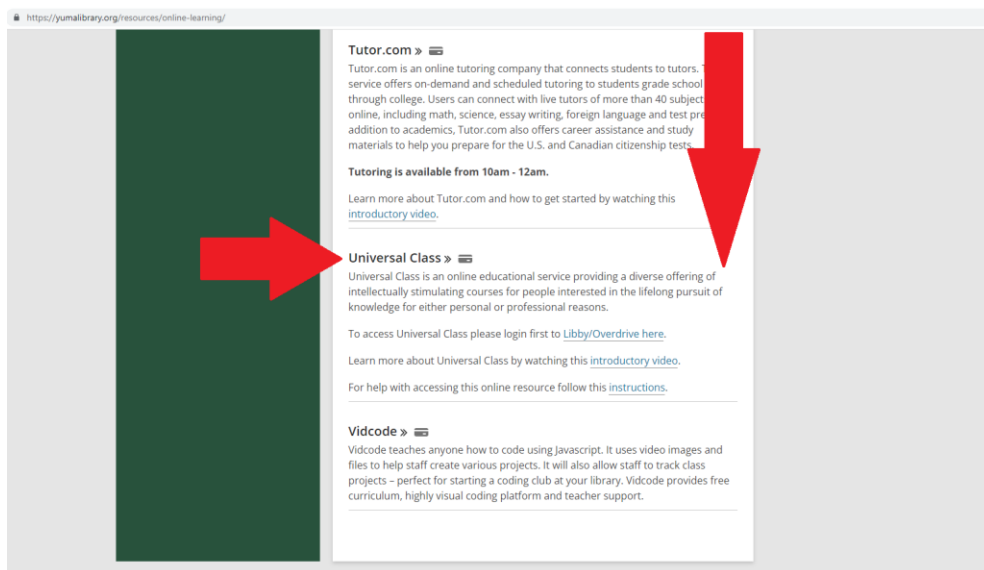 https://yumalibrary.org/resources/online-learning/
Tutor.com »
Tutor.com is an online tutoring company that connects students to tutors.
service offers on-demand and scheduled tutoring to students grade school
through college. Users can connect with live tutors of more than 40 subject
online, including math, science, essay writing, foreign language and test
addition to academics, Tutor.com also offers career assistance and study
materials to help you prepare for the U.S. and Canadian citizenship tests.
Tutoring is available from 10am - 12am.
Learn more about Tutor.com and how to get started by watching this
introductory video.
Universal Class »
Universal Class is an online educational service providing a diverse offering of
intellectually stimulating courses for people interested in the lifelong pursuit of
knowledge for either personal or professional reasons.
To access Universal Class please login first to Libby/Overdrive here.
Learn more about Universal Class by watching this introductory video.
For help with accessing this online resource follow this instructions.
Vidcode »
Vidcode teaches anyone how to code using Javascript. It uses video images and
files to help staff create various projects. It will also allow staff to track class
projects – perfect for starting a coding club at your library. Vidcode provides free
curriculum, highly visual coding platform and teacher support.